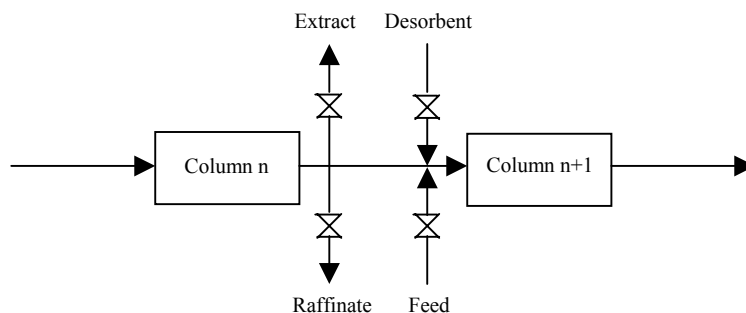 Extract
Desorbent
Column n
Column n+1
Raffinate
Feed